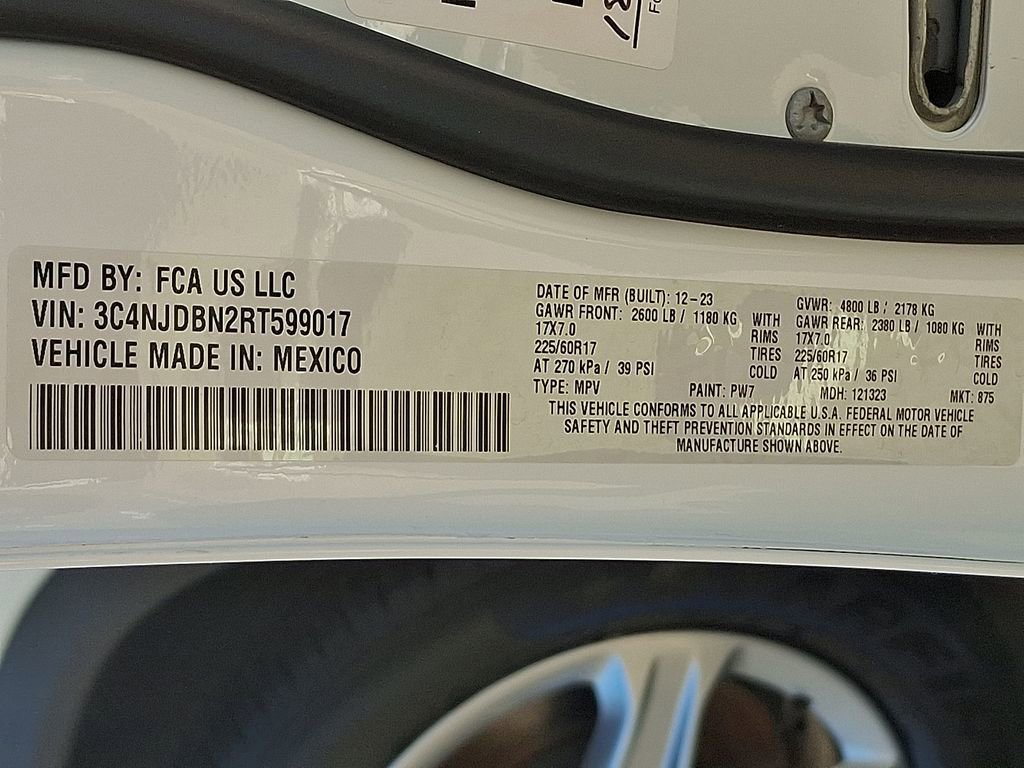 MFD BY: FCA US LLC
VIN: 3C4NJDBN2RT599017
VEHICLE MADE IN: MEXICO
DATE OF MFR (BUILT): 12-23
GVWR: 4800 LB / 2178 KG
GAWR FRONT: 2600 LB / 1180 KG WITH
17X7.0 RIMS
225/60R17 TIRES
AT 270 kPa / 39 PSI COLD
GAWR REAR: 2380 LB / 1080 KG WITH
17X7.0 RIMS
225/60R17 TIRES
AT 250 kPa / 36 PSI COLD
TYPE: MPV PAINT: PW7 MDH: 121323 MKT: 875
THIS VEHICLE CONFORMS TO ALL APPLICABLE U.S.A. FEDERAL MOTOR VEHICLE
SAFETY AND THEFT PREVENTION STANDARDS IN EFFECT ON THE DATE OF
MANUFACTURE SHOWN ABOVE.